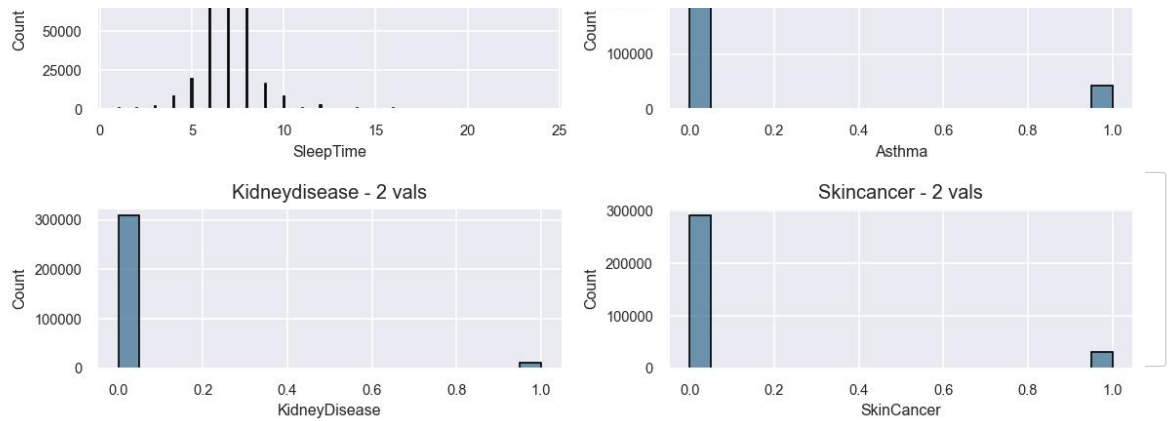 Count
50000
25000
0
0 5 10 15 20 25
SleepTime
Count
100000
0
0.0 0.2 0.4 0.6 0.8 1.0
Asthma
Kidneydisease - 2 vals
Count
300000
200000
100000
0
0.0 0.2 0.4 0.6 0.8 1.0
KidneyDisease
Skincancer - 2 vals
Count
300000
200000
100000
0
0.0 0.2 0.4 0.6 0.8 1.0
SkinCancer